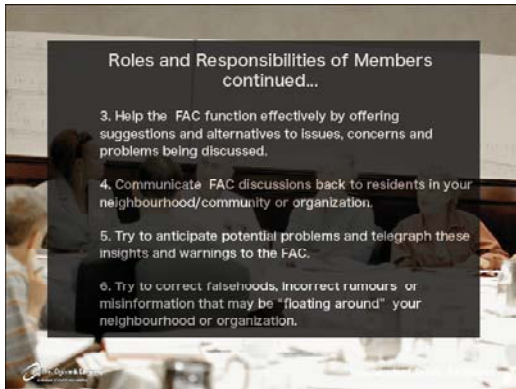 Roles and Responsibilities of Members
continued...
3. Help the FAC function effectively by offering
suggestions and alternatives to issues, concerns and
problems being discussed.
4. Communicate FAC discussions back to residents in your
neighbourhood/community or organization.
5. Try to anticipate potential problems and telegraph these
insights and warnings to the FAC.
6. Try to correct falsehoods, incorrect rumours or
misinformation that may be "floating around" your
neighbourhood or organization.